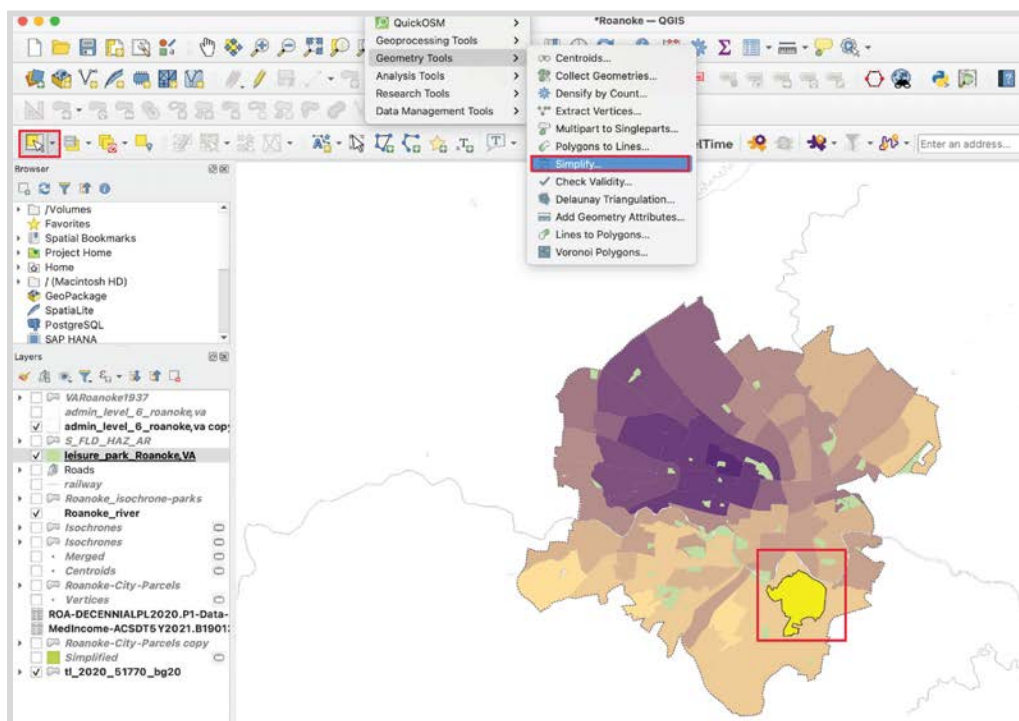 QuickOSM >
*Roanoke — QGIS
Geoprocessing Tools >
Geometry Tools >
Analysis Tools >
Research Tools >
Data Management Tools >
Centroids...
Collect Geometries...
Densify by Count...
Extract Vertices...
Multipart to Singleparts...
Polygons to Lines...
Simplify...
Check Validity...
Delaunay Triangulation...
Add Geometry Attributes...
Lines to Polygons...
Voronoi Polygons...
elTime
Enter an address...
Browser
/Volumes
Favorites
Spatial Bookmarks
Project Home
Home
/ (Macintosh HD)
GeoPackage
SpatiaLite
PostgreSQL
SAP HANA
Layers
VARoanoke1937
admin_level_6_roanoke,va
admin_level_6_roanoke,va copy
S_FLD_HAZ_AR
leisure_park_Roanoke,VA
Roads
railway
Roanoke_isochrone-parks
Roanoke_river
Isochrones
Isochrones
Merged
Centroids
Roanoke-City-Parcels
Vertices
ROA-DECENNIALPL2020.P1-Data-
MedIncome-ACSDT5Y2021.B1901
Roanoke-City-Parcels copy
Simplified
tl_2020_51770_bg20